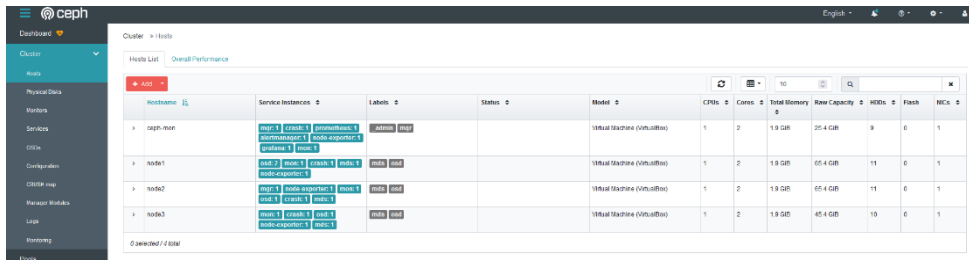 ceph
English
Dashboard
Cluster
Hosts
Physical Disks
Monitors
Services
OSDs
Configuration
CRUSH map
Manager Modules
Logs
Monitoring
Pools
Cluster » Hosts
Hosts List Overall Performance
+ Add
10
Hostname Service Instances Labels Status Model CPUs Cores Total Memory Raw Capacity HDDs Flash NICs
ceph-mon mgr: 1 crash: 1 prometheus: 1 _admin mgr Virtual Machine (VirtualBox) 1 2 1.9 GiB 25.4 GiB 9 0 1
alertmanager: 1 node-exporter: 1
grafana: 1 mon: 1
node1 osd: 2 mon: 1 crash: 1 mds: 1 mds osd Virtual Machine (VirtualBox) 1 2 1.9 GiB 65.4 GiB 11 0 1
node-exporter: 1
node2 mgr: 1 node-exporter: 1 mon: 1 mds osd Virtual Machine (VirtualBox) 1 2 1.9 GiB 65.4 GiB 11 0 1
osd: 1 crash: 1 mds: 1
node3 mon: 1 crash: 1 osd: 1 mds osd Virtual Machine (VirtualBox) 1 2 1.9 GiB 45.4 GiB 10 0 1
node-exporter: 1 mds: 1
0 selected / 4 total